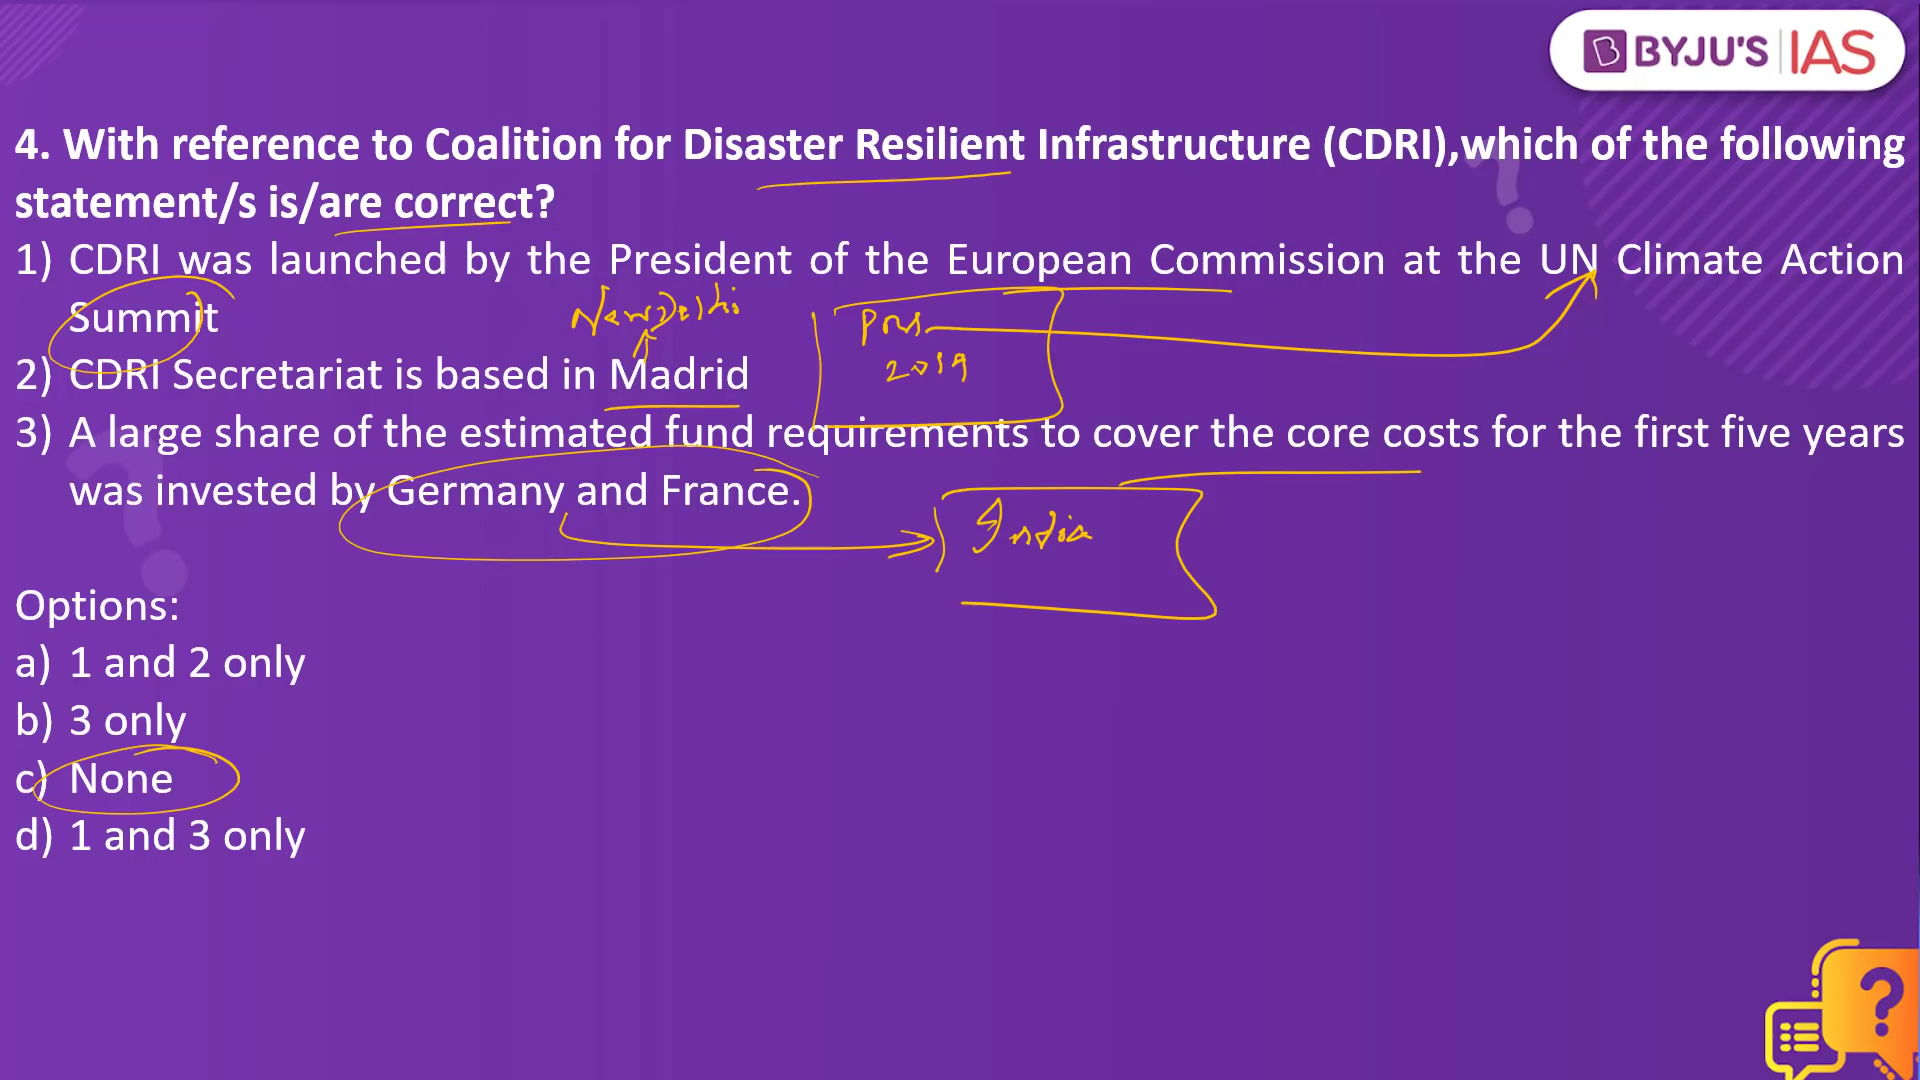 BYJU'S IAS
4. With reference to Coalition for Disaster Resilient Infrastructure (CDRI),which of the following
statement/s is/are correct?
1) CDRI was launched by the President of the European Commission at the UN Climate Action
Summit
New Delhi
2019
2) CDRI Secretariat is based in Madrid
3) A large share of the estimated fund requirements to cover the core costs for the first five years
was invested by Germany and France.
India
Options:
a) 1 and 2 only
b) 3 only
c) None
d) 1 and 3 only